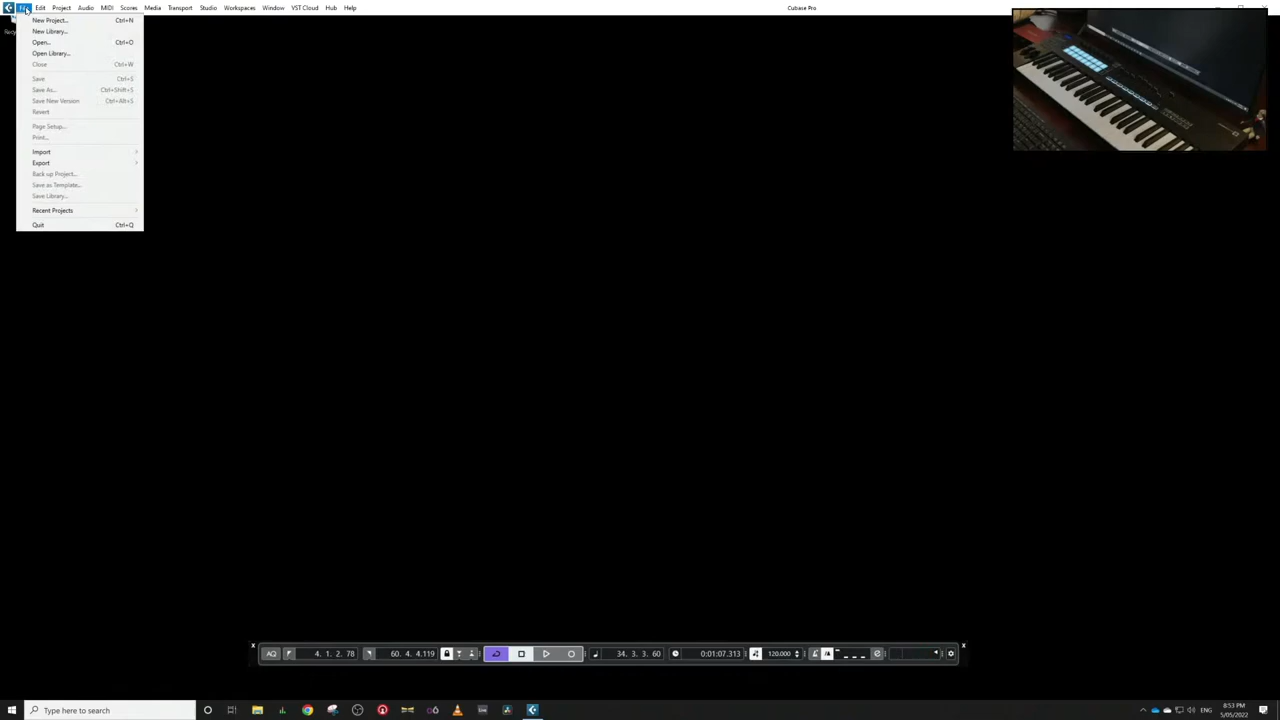 Edit Project Audio MIDI Scores Media Transport Studio Workspaces Window VST Cloud Hub Help Cubase Pro
New Project... Ctrl+N
New Library...
Open... Ctrl+O
Open Library...
Close Ctrl+W
Save Ctrl+S
Save As... Ctrl+Shift+S
Save New Version Ctrl+Alt+S
Revert
Page Setup...
Print...
Import
Export
Back up Project...
Save as Template...
Save Library...
Recent Projects
Quit Ctrl+Q
AQ 4. 1. 2. 78 60. 4. 4.119 34. 3. 3. 60 0:01:07.313 120.000
Type here to search
ENG
8:53 PM
5/05/2022